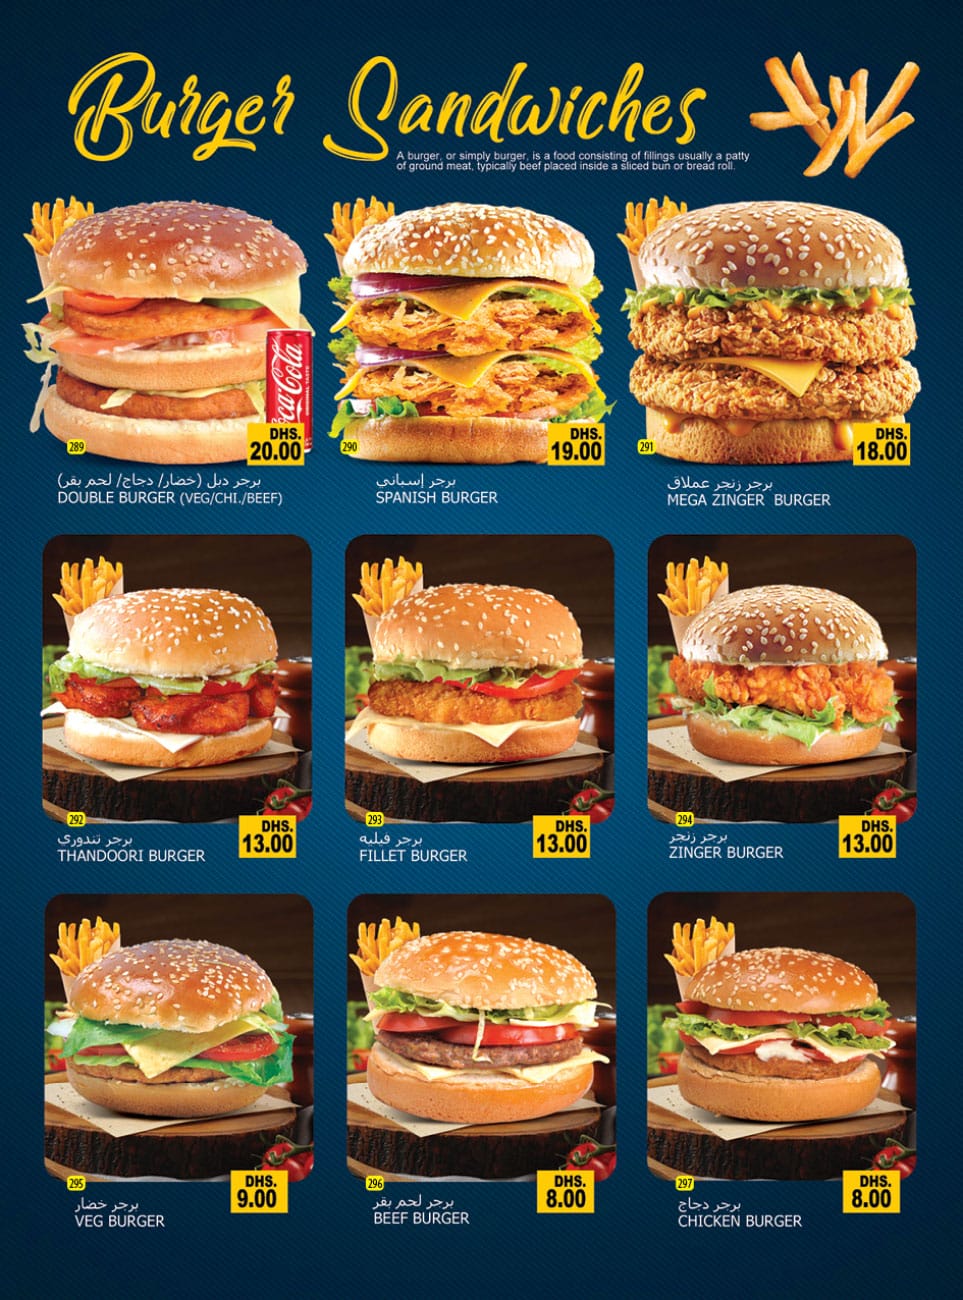 Burger Sandwiches
A burger, or simply burger, is a food consisting of fillings usually a patty
of ground meat, typically beef placed inside a sliced bun or bread roll.
Coca-Cola
289
DHS.
20.00
برجر دبل (خضار/ دجاج/ لحم بقر)
DOUBLE BURGER (VEG/CHI./BEEF)
290
DHS.
19.00
برجر إسباني
SPANISH BURGER
291
DHS.
18.00
برجر زنجر عملاق
MEGA ZINGER BURGER
292
DHS.
13.00
برجر تندوري
THANDOORI BURGER
293
DHS.
13.00
برجر فيليه
FILLET BURGER
294
DHS.
13.00
برجر زنجر
ZINGER BURGER
295
DHS.
9.00
برجر خضار
VEG BURGER
296
DHS.
8.00
برجر لحم بقر
BEEF BURGER
297
DHS.
8.00
برجر دجاج
CHICKEN BURGER